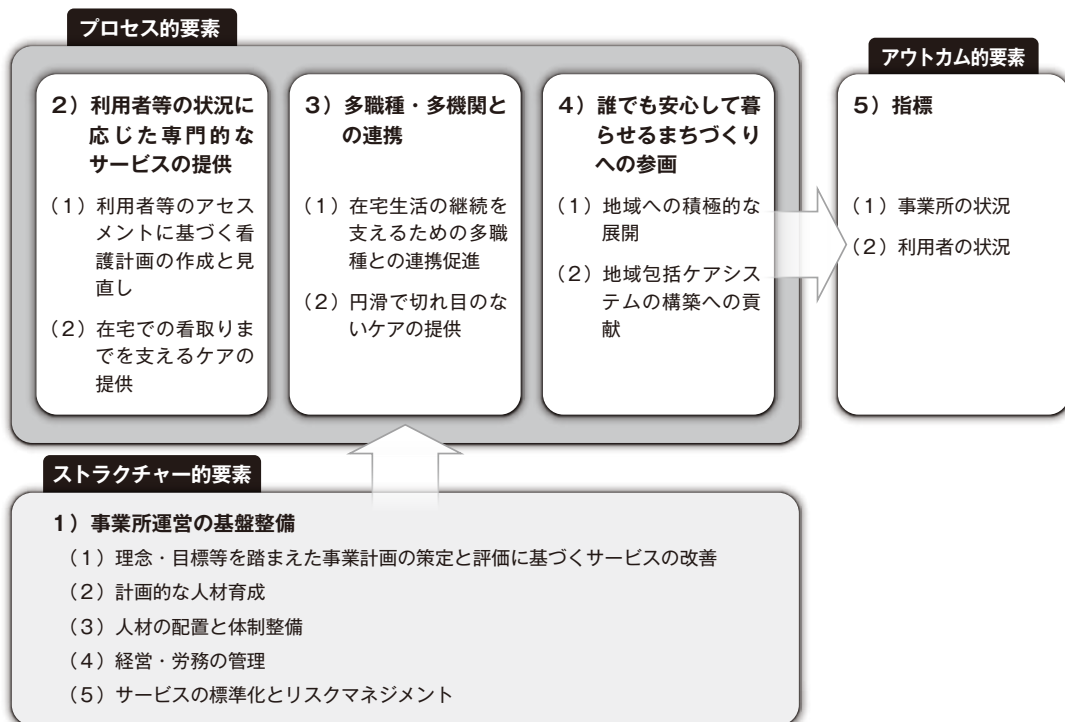 プロセス的要素
2）利用者等の状況に
応じた専門的な
サービスの提供
（1）利用者等のアセス
メントに基づく看
護計画の作成と見
直し
（2）在宅での看取りま
でを支えるケアの
提供
3）多職種・多機関と
の連携
（1）在宅生活の継続を
支えるための多職
種との連携促進
（2）円滑で切れ目のな
いケアの提供
4）誰でも安心して暮
らせるまちづくり
への参画
（1）地域への積極的な
展開
（2）地域包括ケアシス
テムの構築への貢
献
アウトカム的要素
5）指標
（1）事業所の状況
（2）利用者の状況
ストラクチャー的要素
1）事業所運営の基盤整備
（1）理念・目標等を踏まえた事業計画の策定と評価に基づくサービスの改善
（2）計画的な人材育成
（3）人材の配置と体制整備
（4）経営・労務の管理
（5）サービスの標準化とリスクマネジメント